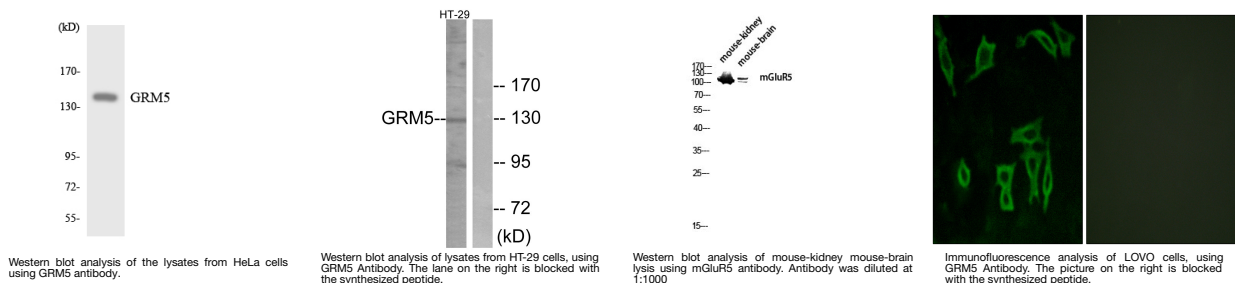 (kD)
170-
130-
GRM5
95-
72-
55-
Western blot analysis of the lysates from HeLa cells
using GRM5 antibody.
HT-29
-- 170
GRM5--
-- 130
-- 95
-- 72
(kD)
Western blot analysis of lysates from HT-29 cells, using
GRM5 Antibody. The lane on the right is blocked with
the synthesized peptide.
mouse-kidney
mouse-brain
170—
130—
100—
mGluR5
70—
55—
40—
35—
25—
15—
Western blot analysis of mouse-kidney mouse-brain
lysis using mGluR5 antibody. Antibody was diluted at
1:1000
Immunofluorescence analysis of LOVO cells, using
GRM5 Antibody. The picture on the right is blocked
with the synthesized peptide.